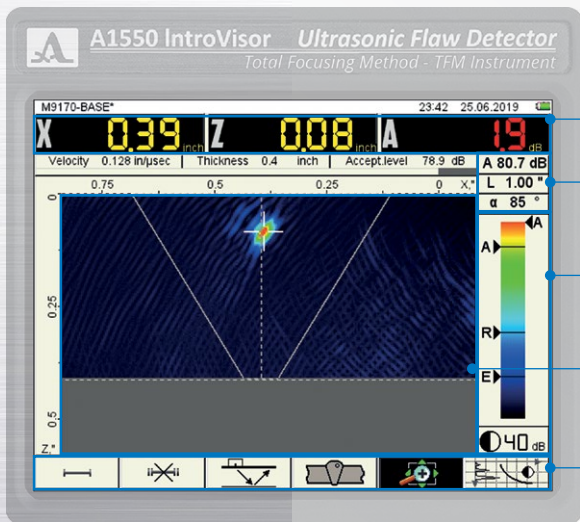 A1550 IntroVisor Ultrasonic Flaw Detector
Total Focusing Method - TFM Instrument
M9170-BASE* 23:42 25.06.2019
X 0.39 inch Z 0.08 inch A 1.9 dB
Velocity 0.128 in/µsec | Thickness 0.4 inch | Accept.level 78.9 dB
A 80.7 dB
L 1.00 "
α 85 °
0.75 0.5 0.25 0 X,"
0
0.25
0.5
Z,"
A
A
R
E
40 dB